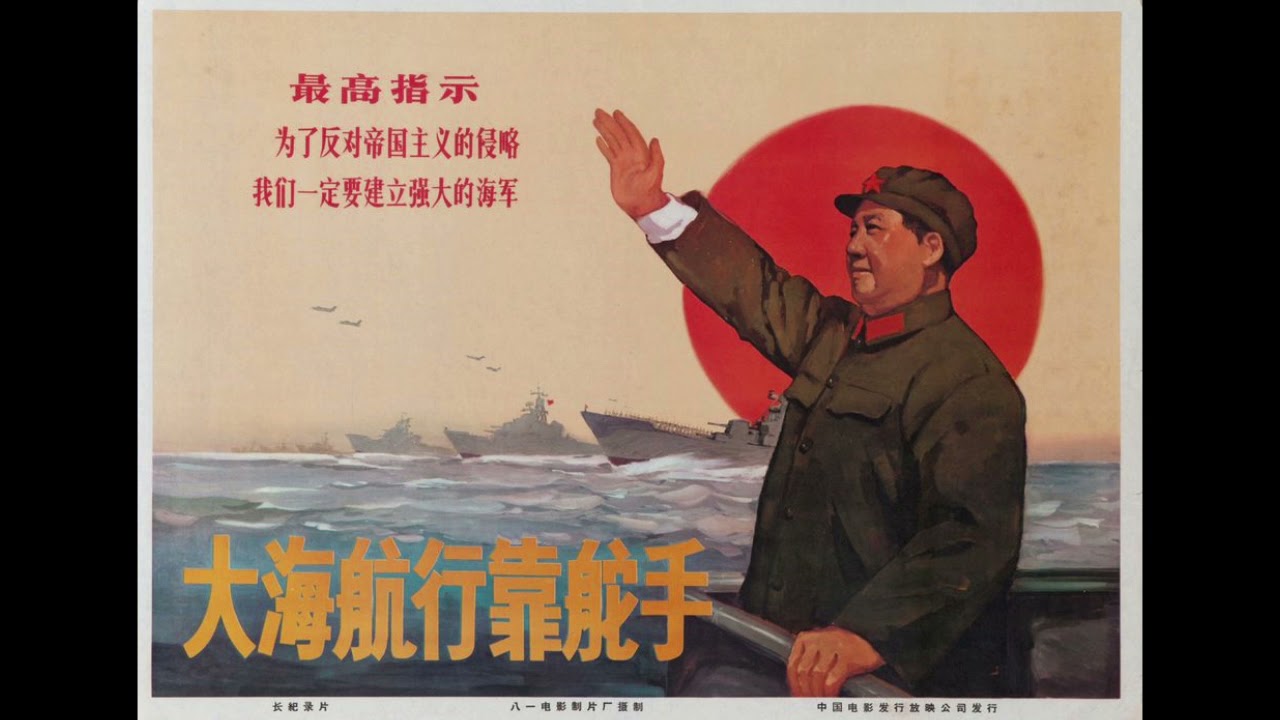 最高指示
为了反对帝国主义的侵略
我们一定要建立强大的海军
大海航行靠舵手
长紀录片
八一电影制片厂摄制
中国电影发行放映公司发行